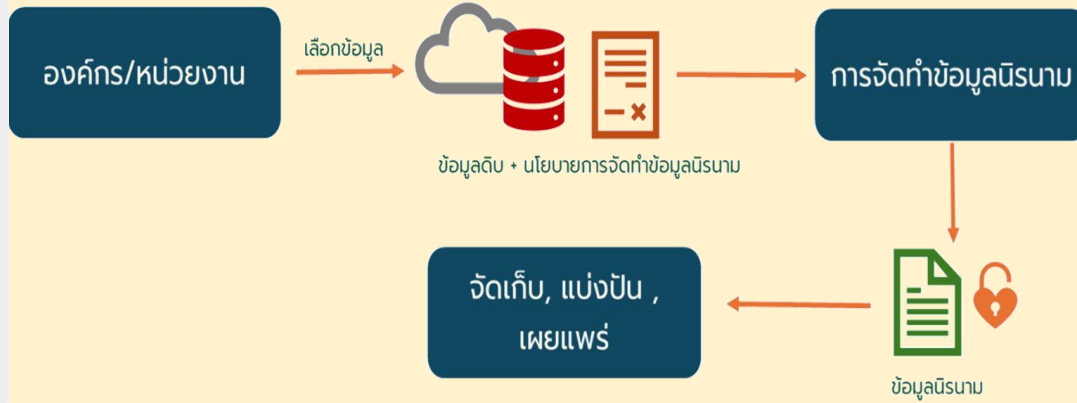 องค์กร/หน่วยงาน
เลือกข้อมูล
ข้อมูลดิบ + นโยบายการจัดทำข้อมูลนิรนาม
การจัดทำข้อมูลนิรนาม
ข้อมูลนิรนาม
จัดเก็บ, แบ่งปัน ,
เผยแพร่